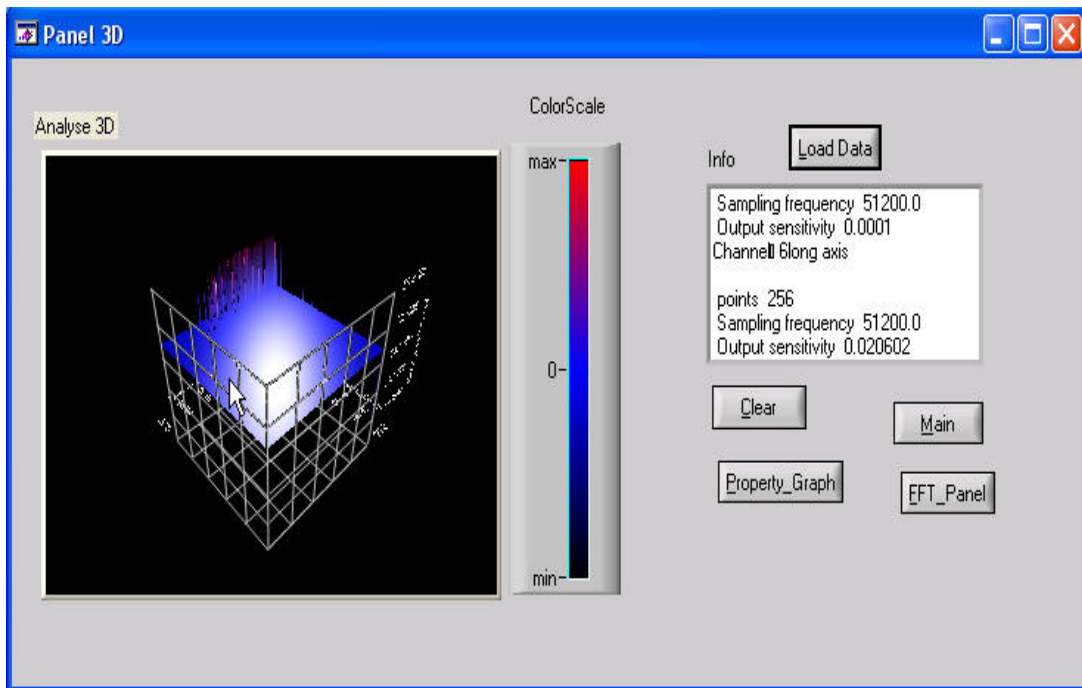 Panel 3D
Analyse 3D
ColorScale
max
0
min
Info
Load Data
Sampling frequency 51200.0
Output sensitivity 0.0001
Channel 6long axis
points 256
Sampling frequency 51200.0
Output sensitivity 0.020602
Clear
Main
Property_Graph
FFT_Panel